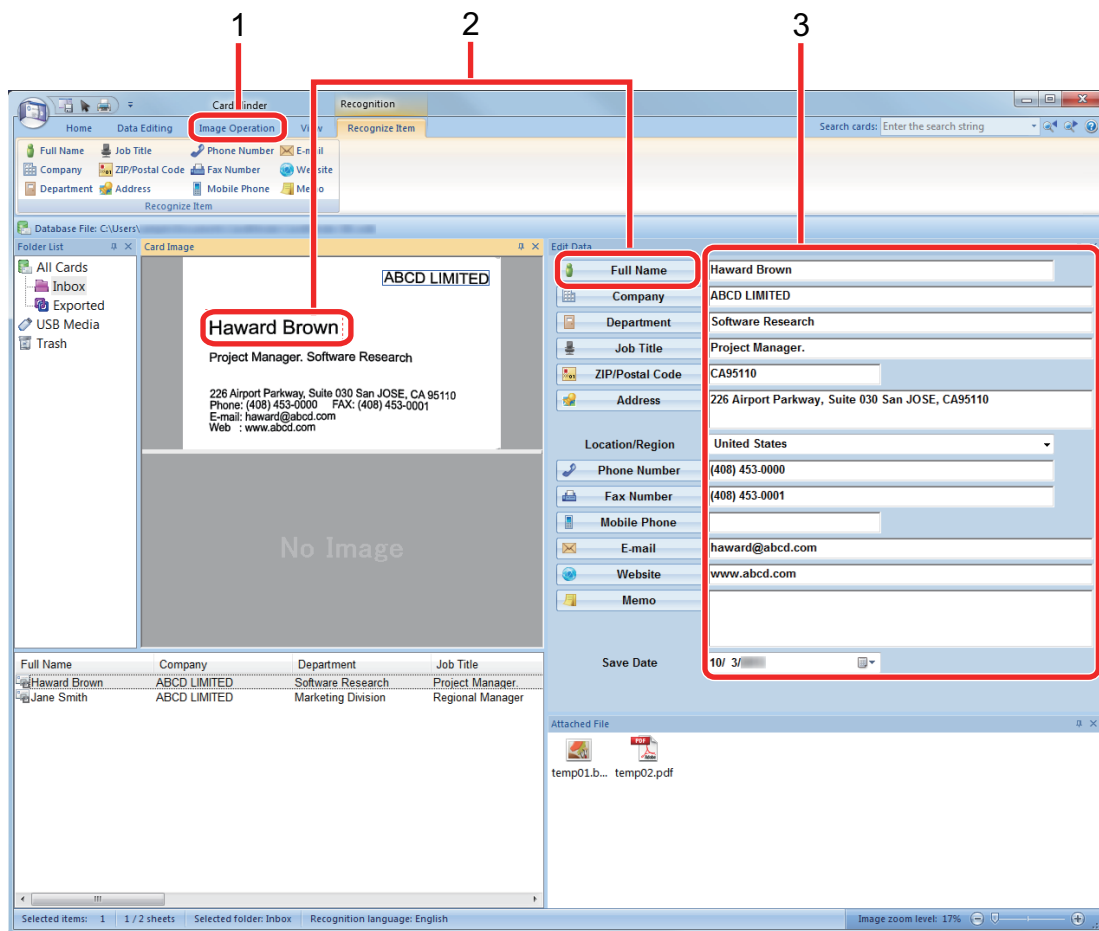 1 2 3
Card Minder Recognition
Home Data Editing Image Operation View Recognize Item Search cards: Enter the search string
Full Name Job Title Phone Number E-mail
Company ZIP/Postal Code Fax Number Website
Department Address Mobile Phone Memo
Recognize Item
Database File: C:\Users\
Folder List Card Image Edit Data
All Cards
Inbox
Exported
USB Media
Trash
ABCD LIMITED
Haward Brown
Project Manager. Software Research
226 Airport Parkway, Suite 030 San JOSE, CA 95110
Phone: (408) 453-0000 FAX: (408) 453-0001
E-mail: haward@abcd.com
Web : www.abcd.com
No Image
Full Name Haward Brown
Company ABCD LIMITED
Department Software Research
Job Title Project Manager.
ZIP/Postal Code CA95110
Address 226 Airport Parkway, Suite 030 San JOSE, CA95110
Location/Region United States
Phone Number (408) 453-0000
Fax Number (408) 453-0001
Mobile Phone
E-mail haward@abcd.com
Website www.abcd.com
Memo
Save Date 10/ 3/
Full Name Company Department Job Title
Haward Brown ABCD LIMITED Software Research Project Manager.
Jane Smith ABCD LIMITED Marketing Division Regional Manager
Attached File
PDF
Adobe
temp01.b... temp02.pdf
Selected items: 1 1 / 2 sheets Selected folder: Inbox Recognition language: English Image zoom level: 17%